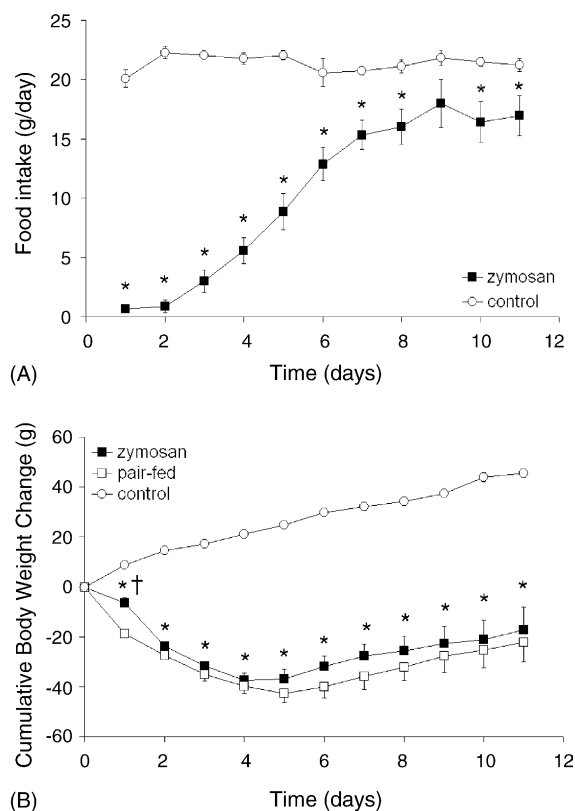 25
20
15
10
5
0
Food intake (g/day)
* * * * * * * * * *
zymosan
control
0 2 4 6 8 10 12
(A) Time (days)
60
40
20
0
-20
-40
-60
Cumulative Body Weight Change (g)
zymosan
pair-fed
control
*† * * * * * * * * * *
0 2 4 6 8 10 12
(B) Time (days)